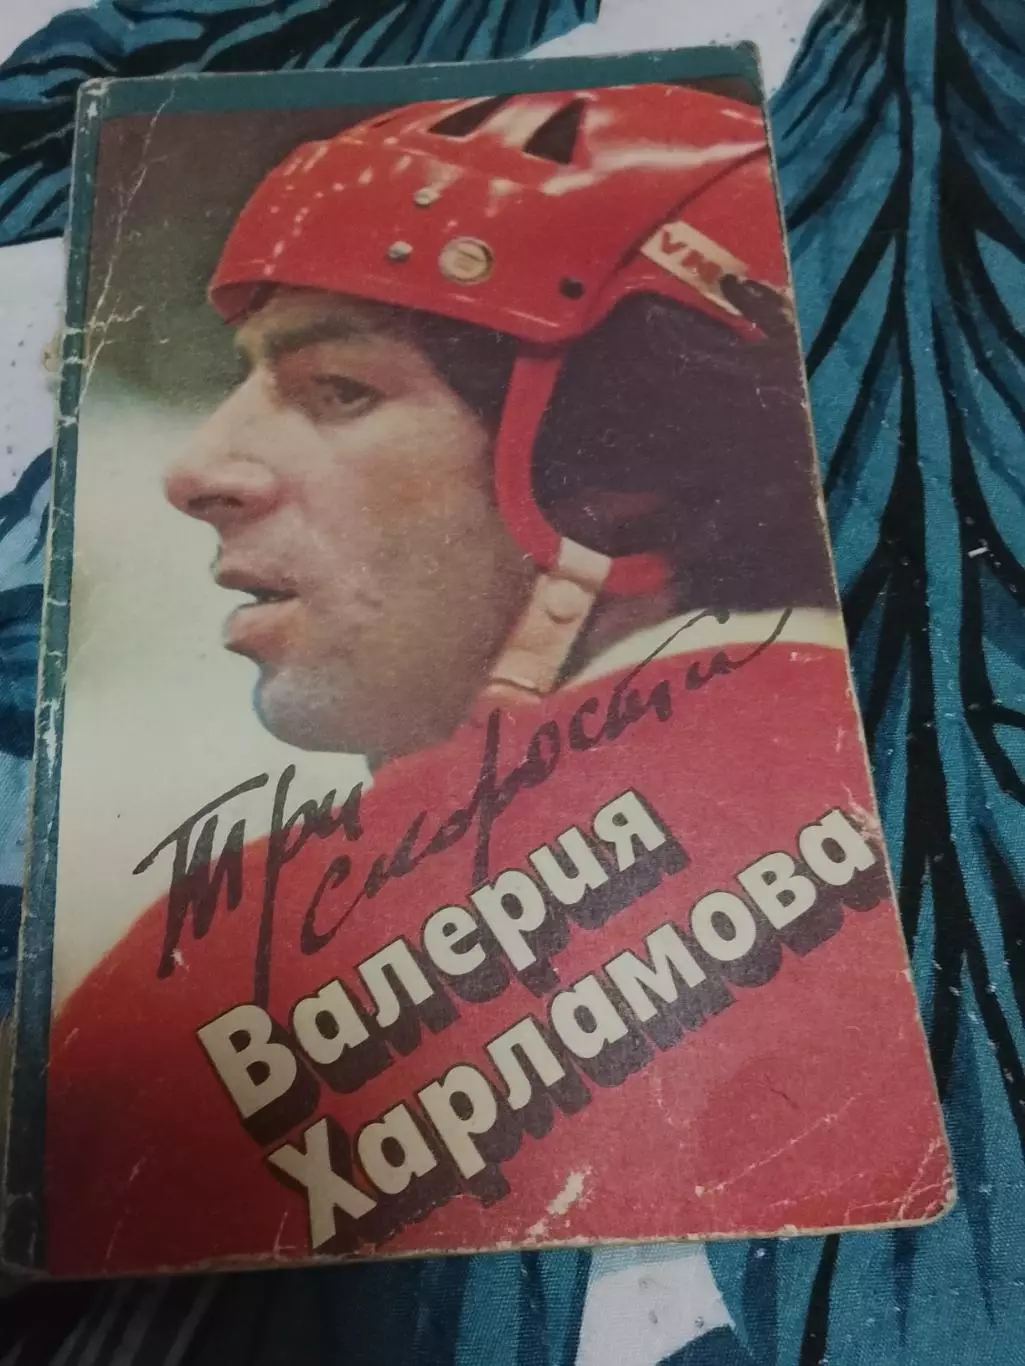 Три
скорости
Валерия
Харламова